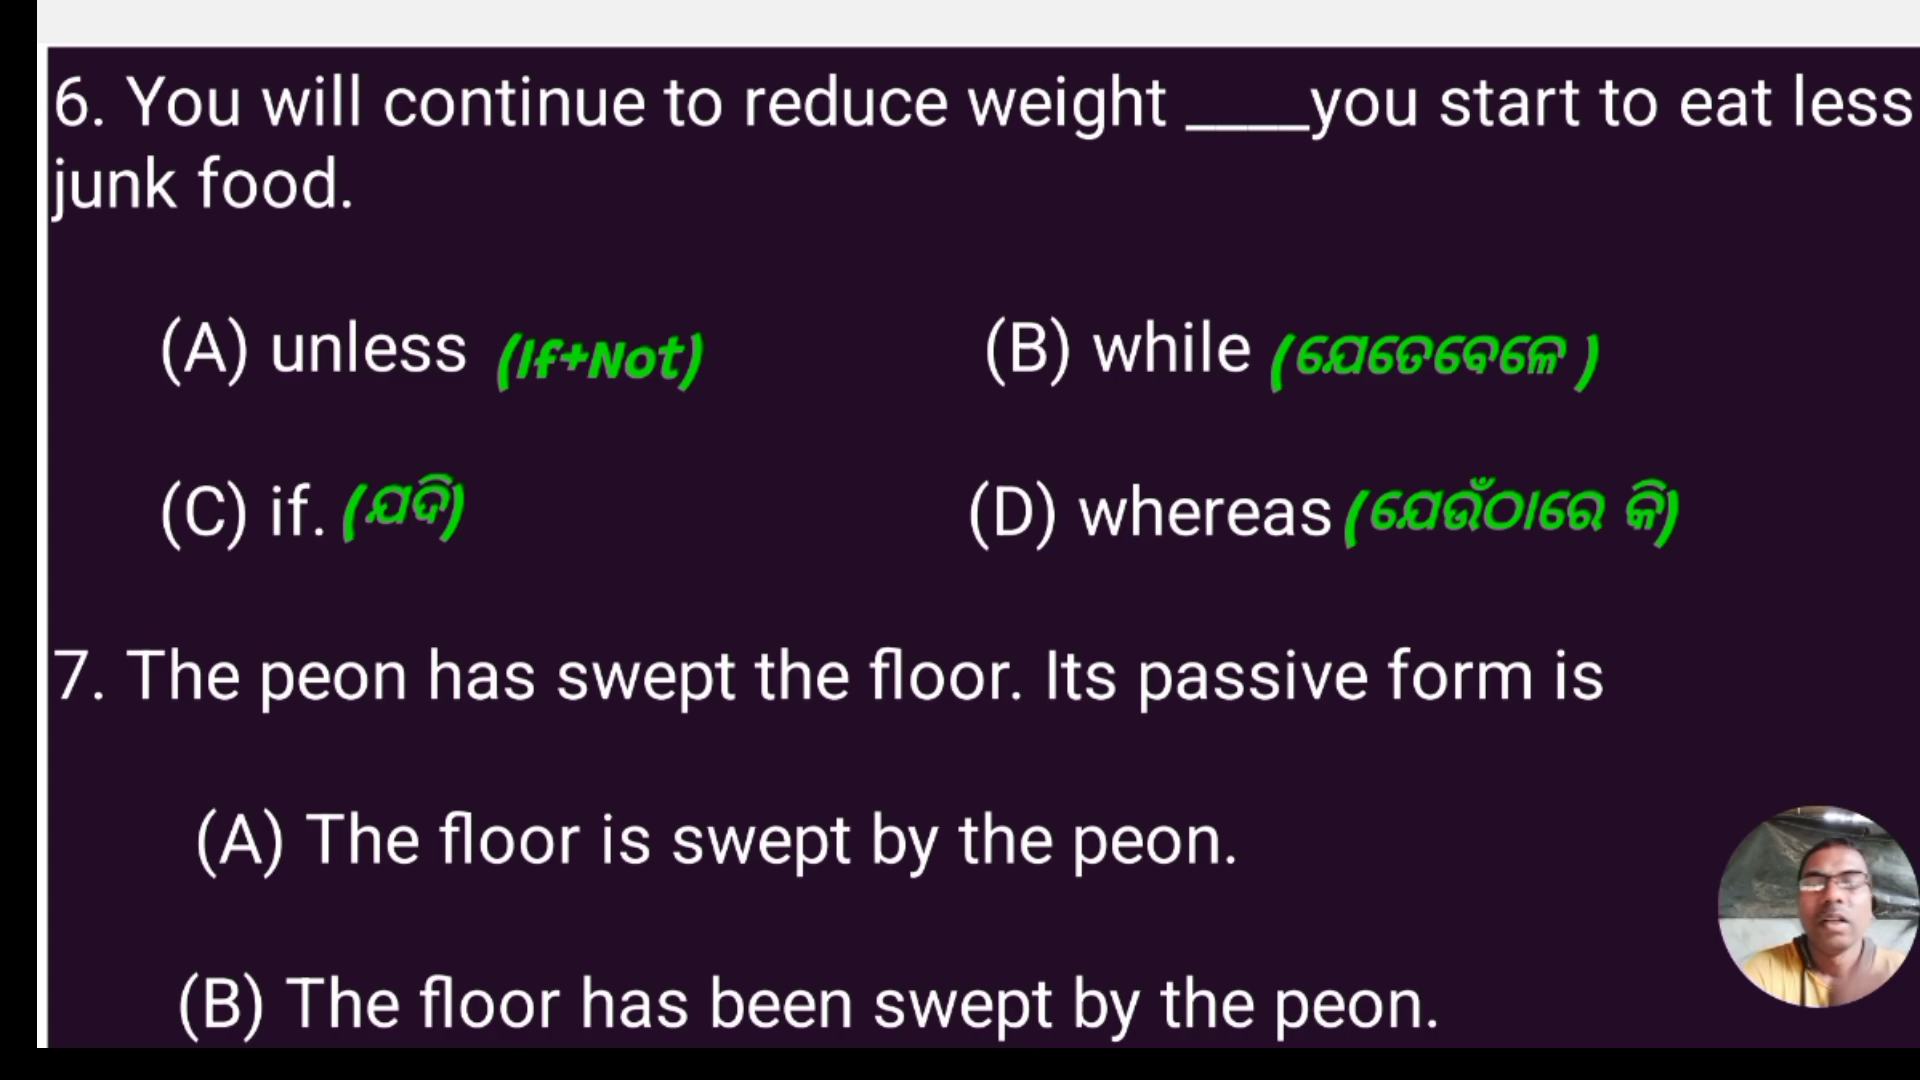 6. You will continue to reduce weight ____you start to eat less
junk food.
(A) unless (If+Not) (B) while (ଯେତେବେଳେ )
(C) if. (ଯଦି) (D) whereas (ଯେଉଁଠାରେ କି)
7. The peon has swept the floor. Its passive form is
(A) The floor is swept by the peon.
(B) The floor has been swept by the peon.